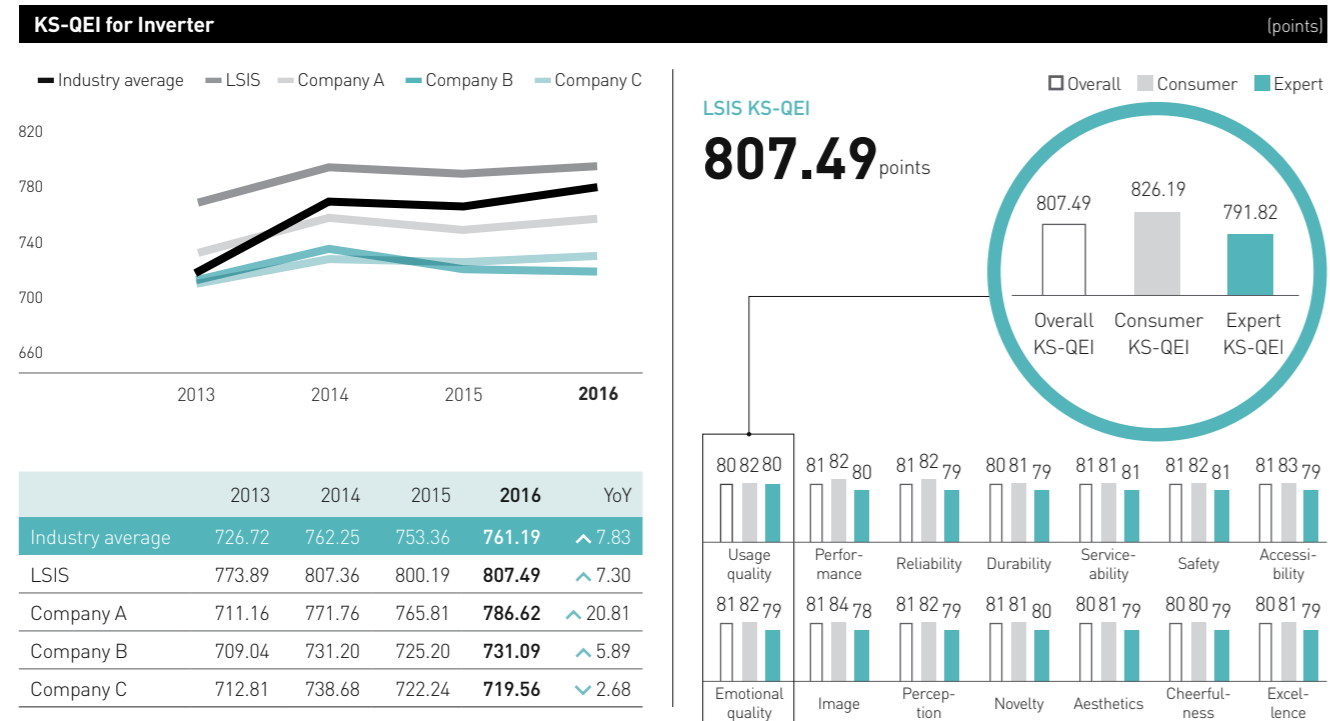 KS-QEI for Inverter (points)
Industry average LSIS Company A Company B Company C
820
780
740
700
660
2013 2014 2015 2016
2013 2014 2015 2016 YoY
Industry average 726.72 762.25 753.36 761.19 7.83
LSIS 773.89 807.36 800.19 807.49 7.30
Company A 711.16 771.76 765.81 786.62 20.81
Company B 709.04 731.20 725.20 731.09 5.89
Company C 712.81 738.68 722.24 719.56 2.68
Overall Consumer Expert
LSIS KS-QEI
807.49 points
807.49 826.19 791.82
Overall Consumer Expert
KS-QEI KS-QEI KS-QEI
80 82 80 81 82 80 81 82 79 80 81 79 81 81 81 81 82 81 81 83 79
Usage Perfor- Reliability Durability Service- Safety Accessi-
quality mance ability bility
81 82 79 81 84 78 81 82 79 81 81 80 80 81 79 80 80 79 80 81 79
Emotional Image Percep- Novelty Aesthetics Cheerful- Excel-
quality tion ness lence